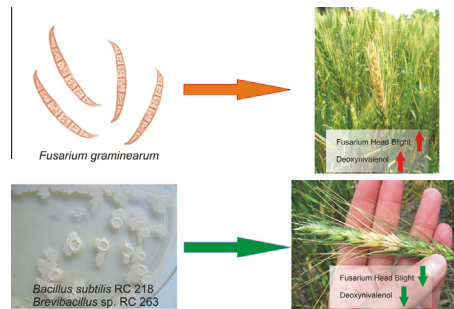 Fusarium graminearum
Fusarium Head Blight
Deoxynivalenol
Bacillus subtilis RC 218
Brevibacillus sp. RC 263
Fusarium Head Blight
Deoxynivalenol